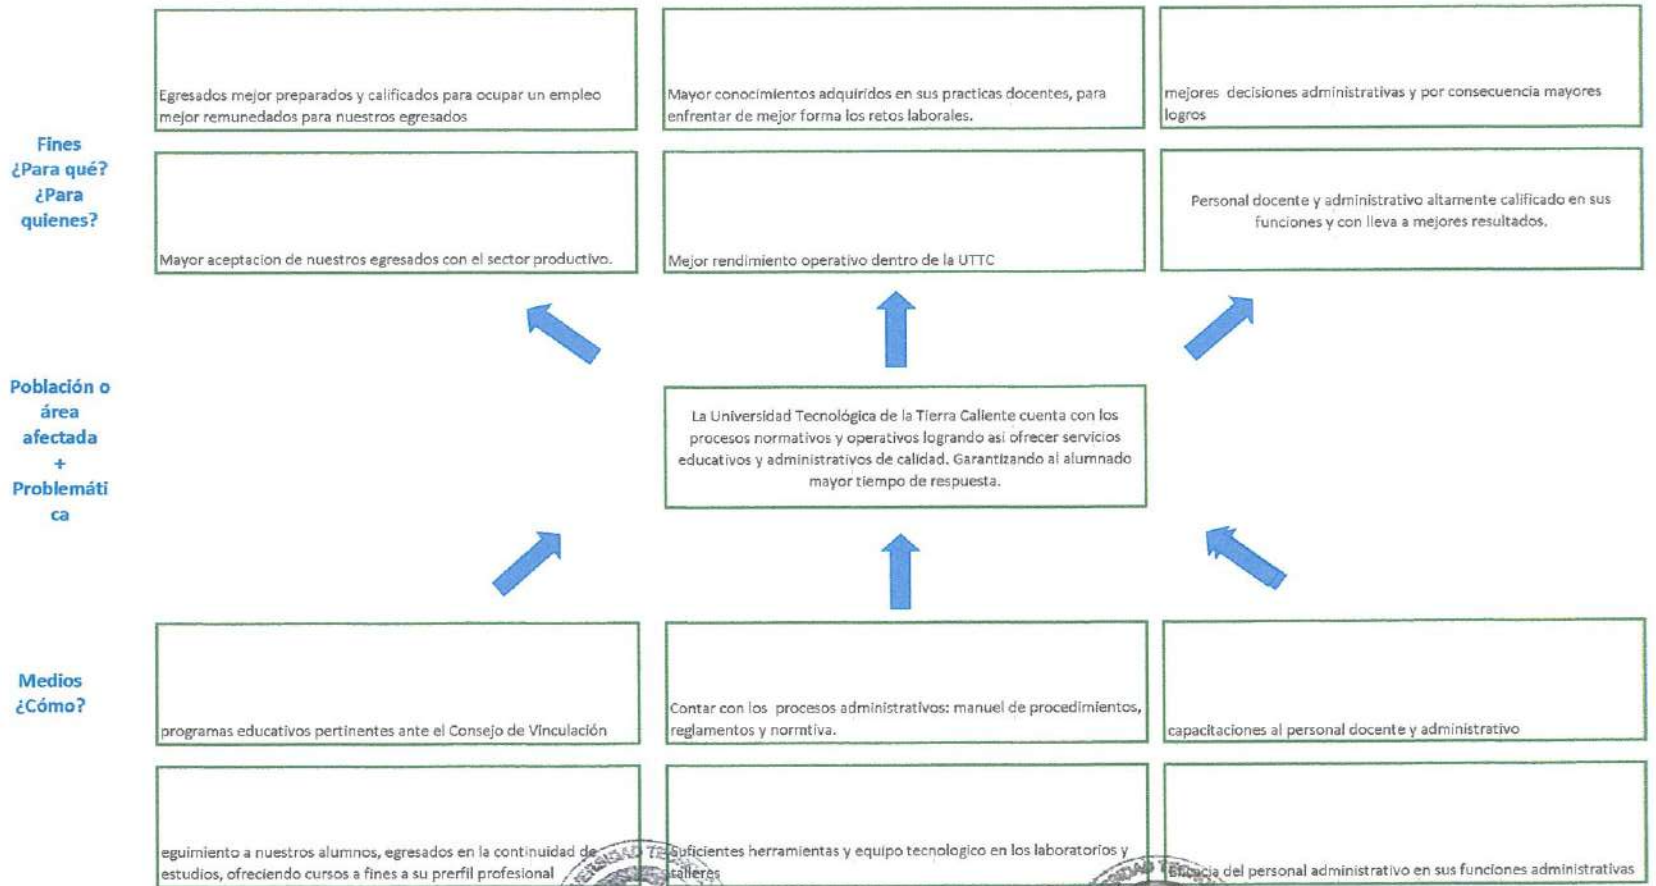 Egresados mejor preparados y calificados para ocupar un empleo
mejor remunedados para nuestros egresados
Mayor conocimientos adquiridos en sus practicas docentes, para
enfrentar de mejor forma los retos laborales.
mejores decisiones administrativas y por consecuencia mayores
logros
Fines
¿Para qué?
¿Para
quienes?
Mayor aceptacion de nuestros egresados con el sector productivo.
Mejor rendimiento operativo dentro de la UTTC
Personal docente y administrativo altamente calificado en sus
funciones y con lleva a mejores resultados.
Población o
área
afectada
+
Problemáti
ca
La Universidad Tecnológica de la Tierra Caliente cuenta con los
procesos normativos y operativos logrando asi ofrecer servicios
educativos y administrativos de calidad. Garantizando al alumnado
mayor tiempo de respuesta.
Medios
¿Cómo?
programas educativos pertinentes ante el Consejo de Vinculación
Contar con los procesos administrativos: manuel de procedimientos,
reglamentos y normtiva.
capacitaciones al personal docente y administrativo
eguimiento a nuestros alumnos, egresados en la continuidad de
estudios, ofreciendo cursos a fines a su prerfil profesional
Suficientes herramientas y equipo tecnologico en los laboratorios y
talleres
Eficacia del personal administrativo en sus funciones administrativas